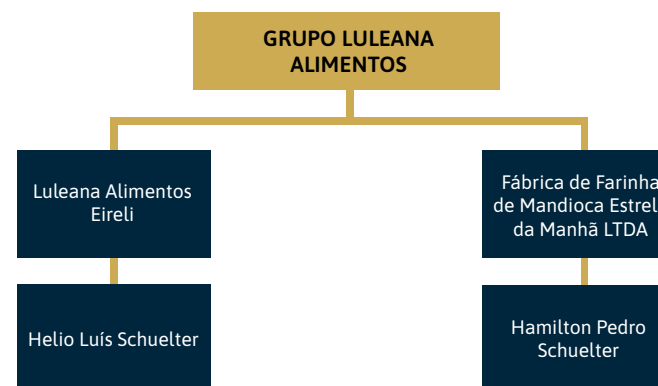 GRUPO LULEANA
ALIMENTOS
Luleana Alimentos
Eireli
Fábrica de Farinha
de Mandioca Estrel
da Manhã LTDA
Helio Luís Schuelter
Hamilton Pedro
Schuelter